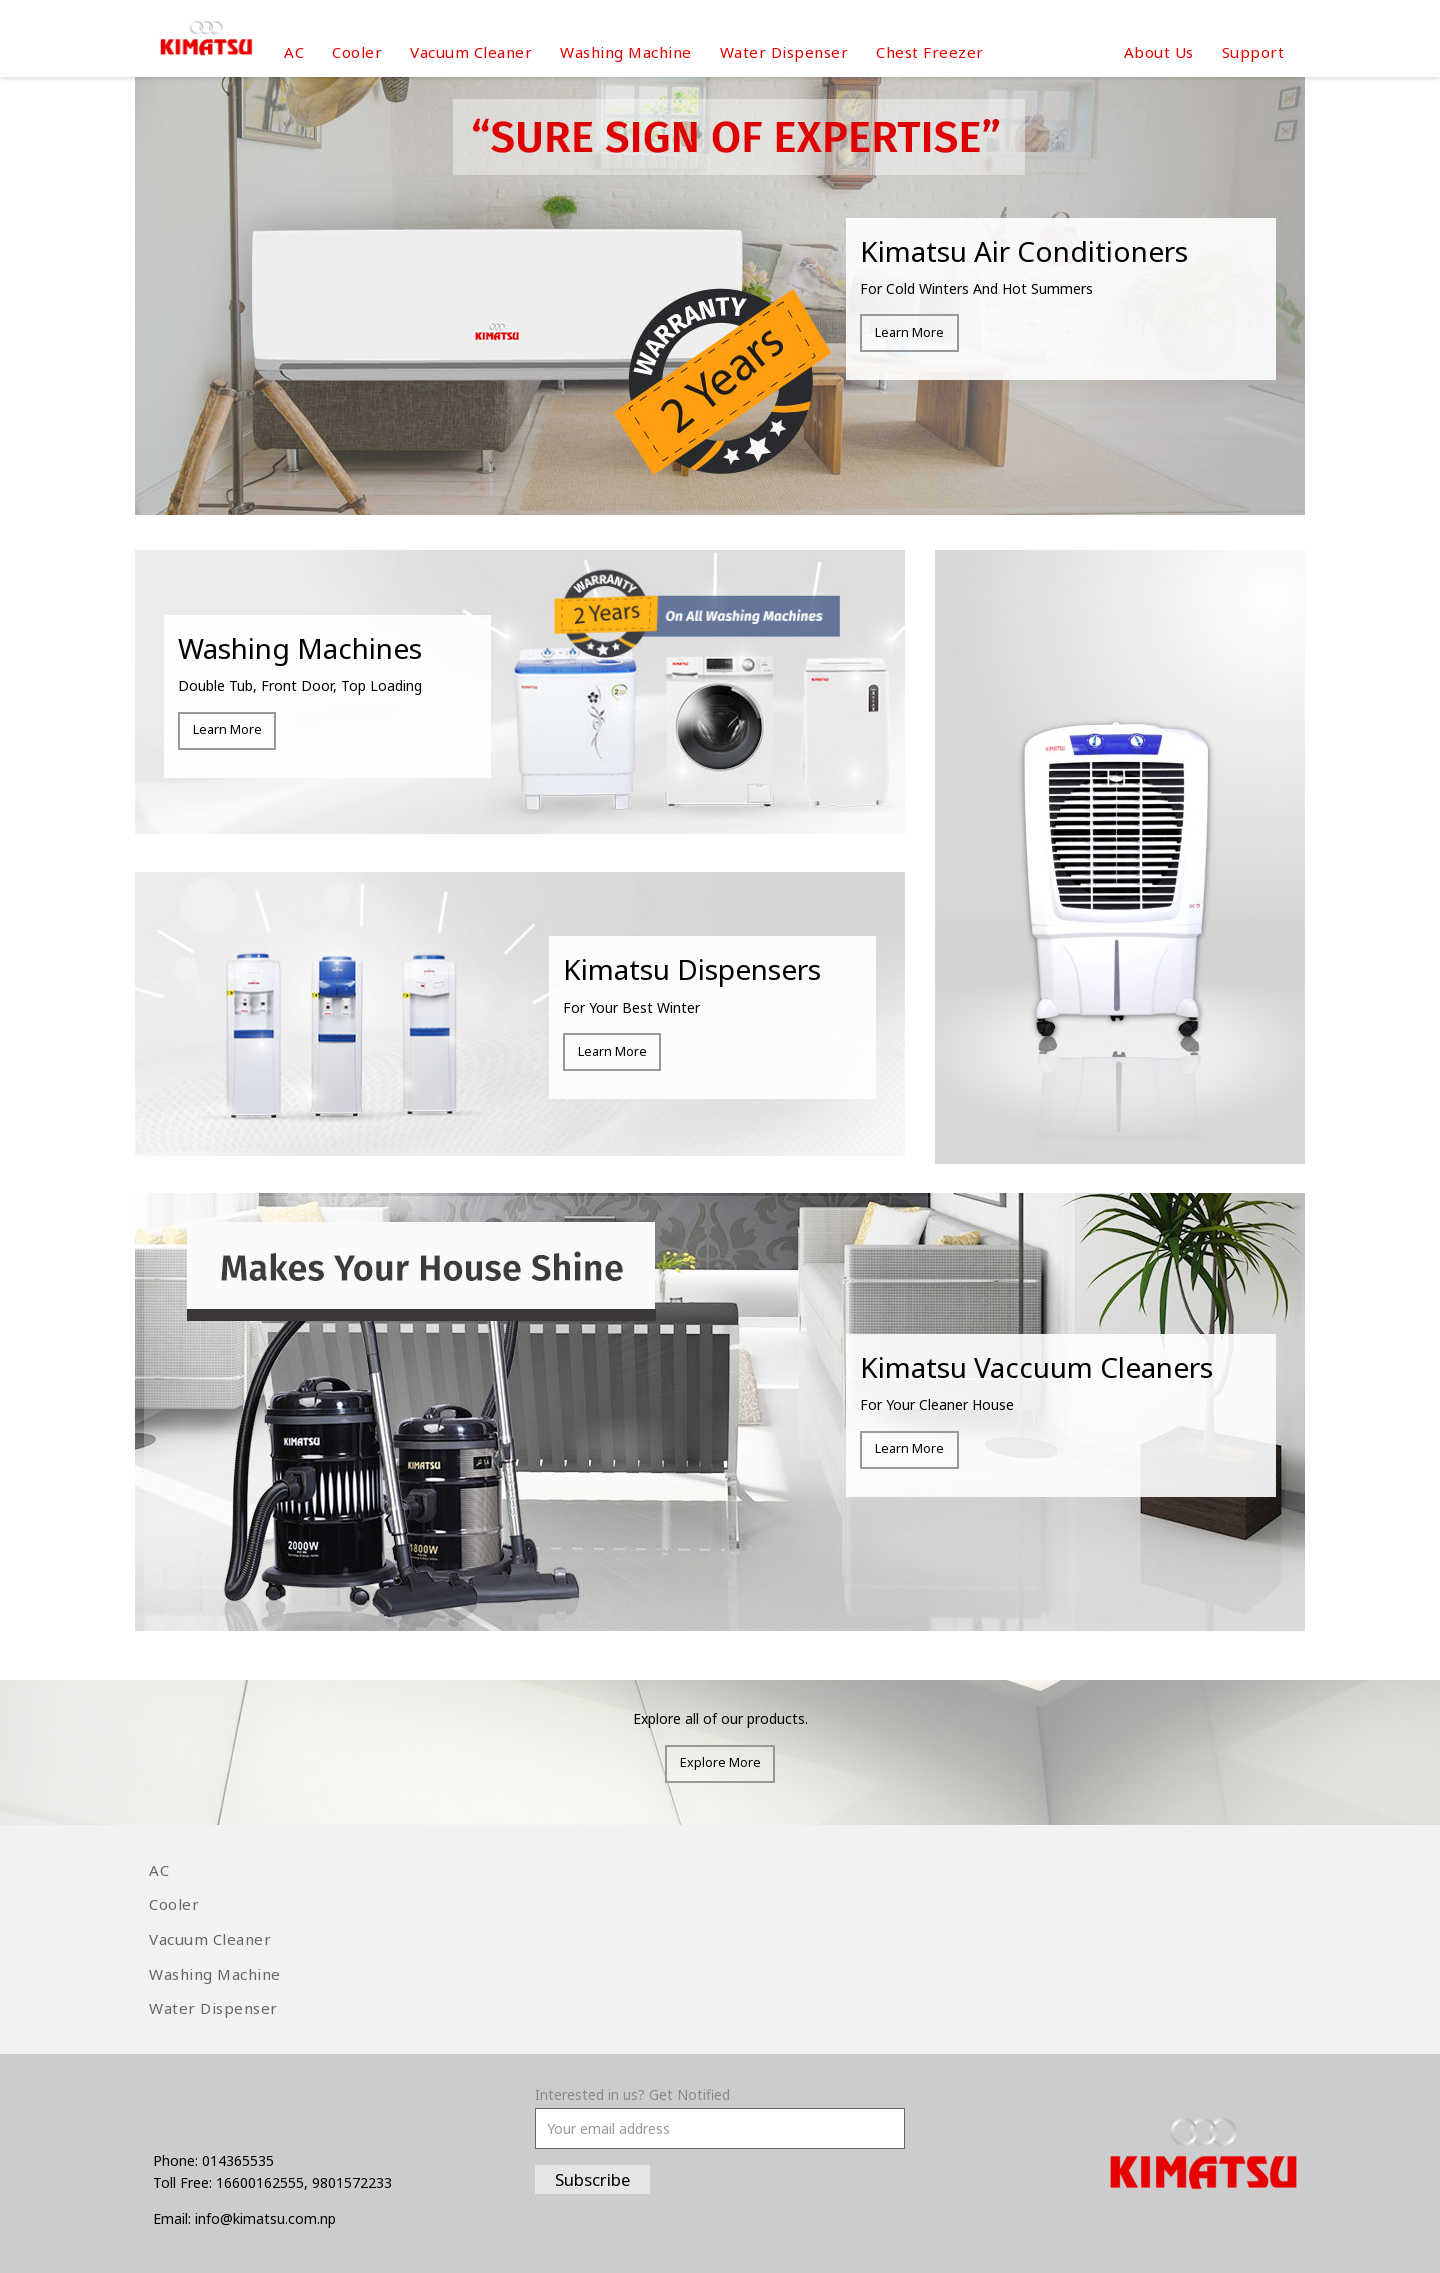 KIMATSU
AC
Cooler
Vacuum Cleaner
Washing Machine
Water Dispenser
Chest Freezer
About Us
Support
“SURE SIGN OF EXPERTISE”
Kimatsu Air Conditioners
For Cold Winters And Hot Summers
Learn More
KIMATSU
WARRANTY
2 Years
WARRANTY
2 Years
On All Washing Machines
Washing Machines
Double Tub, Front Door, Top Loading
Learn More
KIMATSU
KIMATSU
KIMATSU
KIMATSU
Kimatsu Dispensers
For Your Best Winter
Learn More
Makes Your House Shine
Kimatsu Vaccuum Cleaners
For Your Cleaner House
Learn More
KIMATSU
KIMATSU
2000W
1800W
Explore all of our products.
Explore More
AC
Cooler
Vacuum Cleaner
Washing Machine
Water Dispenser
Interested in us? Get Notified
Your email address
Subscribe
Phone: 014365535
Toll Free: 16600162555, 9801572233
Email: info@kimatsu.com.np
KIMATSU